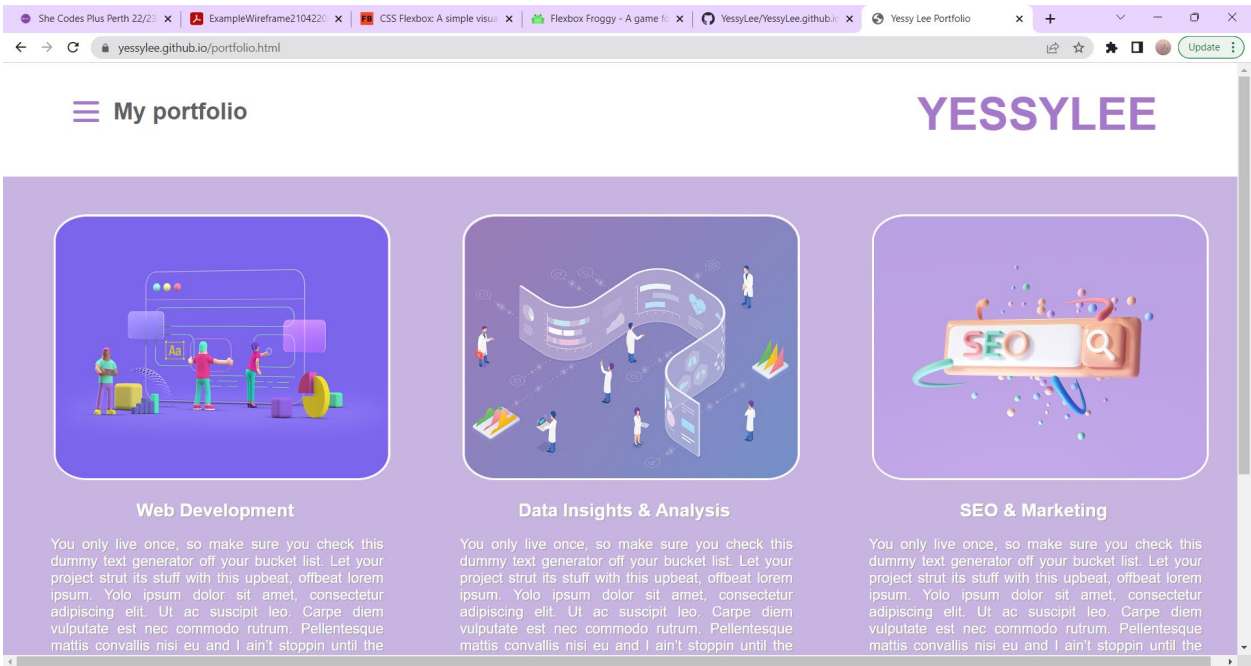 She Codes Plus Perth 22/23
ExampleWireframe2104220
FB CSS Flexbox: A simple visua
Flexbox Froggy - A game fo
YessyLee/YessyLee.github.io
Yessy Lee Portfolio
yessylee.github.io/portfolio.html
Update
My portfolio
YESSYLEE
Aa
SEO
Web Development
You only live once, so make sure you check this
dummy text generator off your bucket list. Let your
project strut its stuff with this upbeat, offbeat lorem
ipsum. Yolo ipsum dolor sit amet, consectetur
adipiscing elit. Ut ac suscipit leo. Carpe diem
vulputate est nec commodo rutrum. Pellentesque
mattis convallis nisi eu and I ain't stoppin until the
Data Insights & Analysis
You only live once, so make sure you check this
dummy text generator off your bucket list. Let your
project strut its stuff with this upbeat, offbeat lorem
ipsum. Yolo ipsum dolor sit amet, consectetur
adipiscing elit. Ut ac suscipit leo. Carpe diem
vulputate est nec commodo rutrum. Pellentesque
mattis convallis nisi eu and I ain't stoppin until the
SEO & Marketing
You only live once, so make sure you check this
dummy text generator off your bucket list. Let your
project strut its stuff with this upbeat, offbeat lorem
ipsum. Yolo ipsum dolor sit amet, consectetur
adipiscing elit. Ut ac suscipit leo. Carpe diem
vulputate est nec commodo rutrum. Pellentesque
mattis convallis nisi eu and I ain't stoppin until the